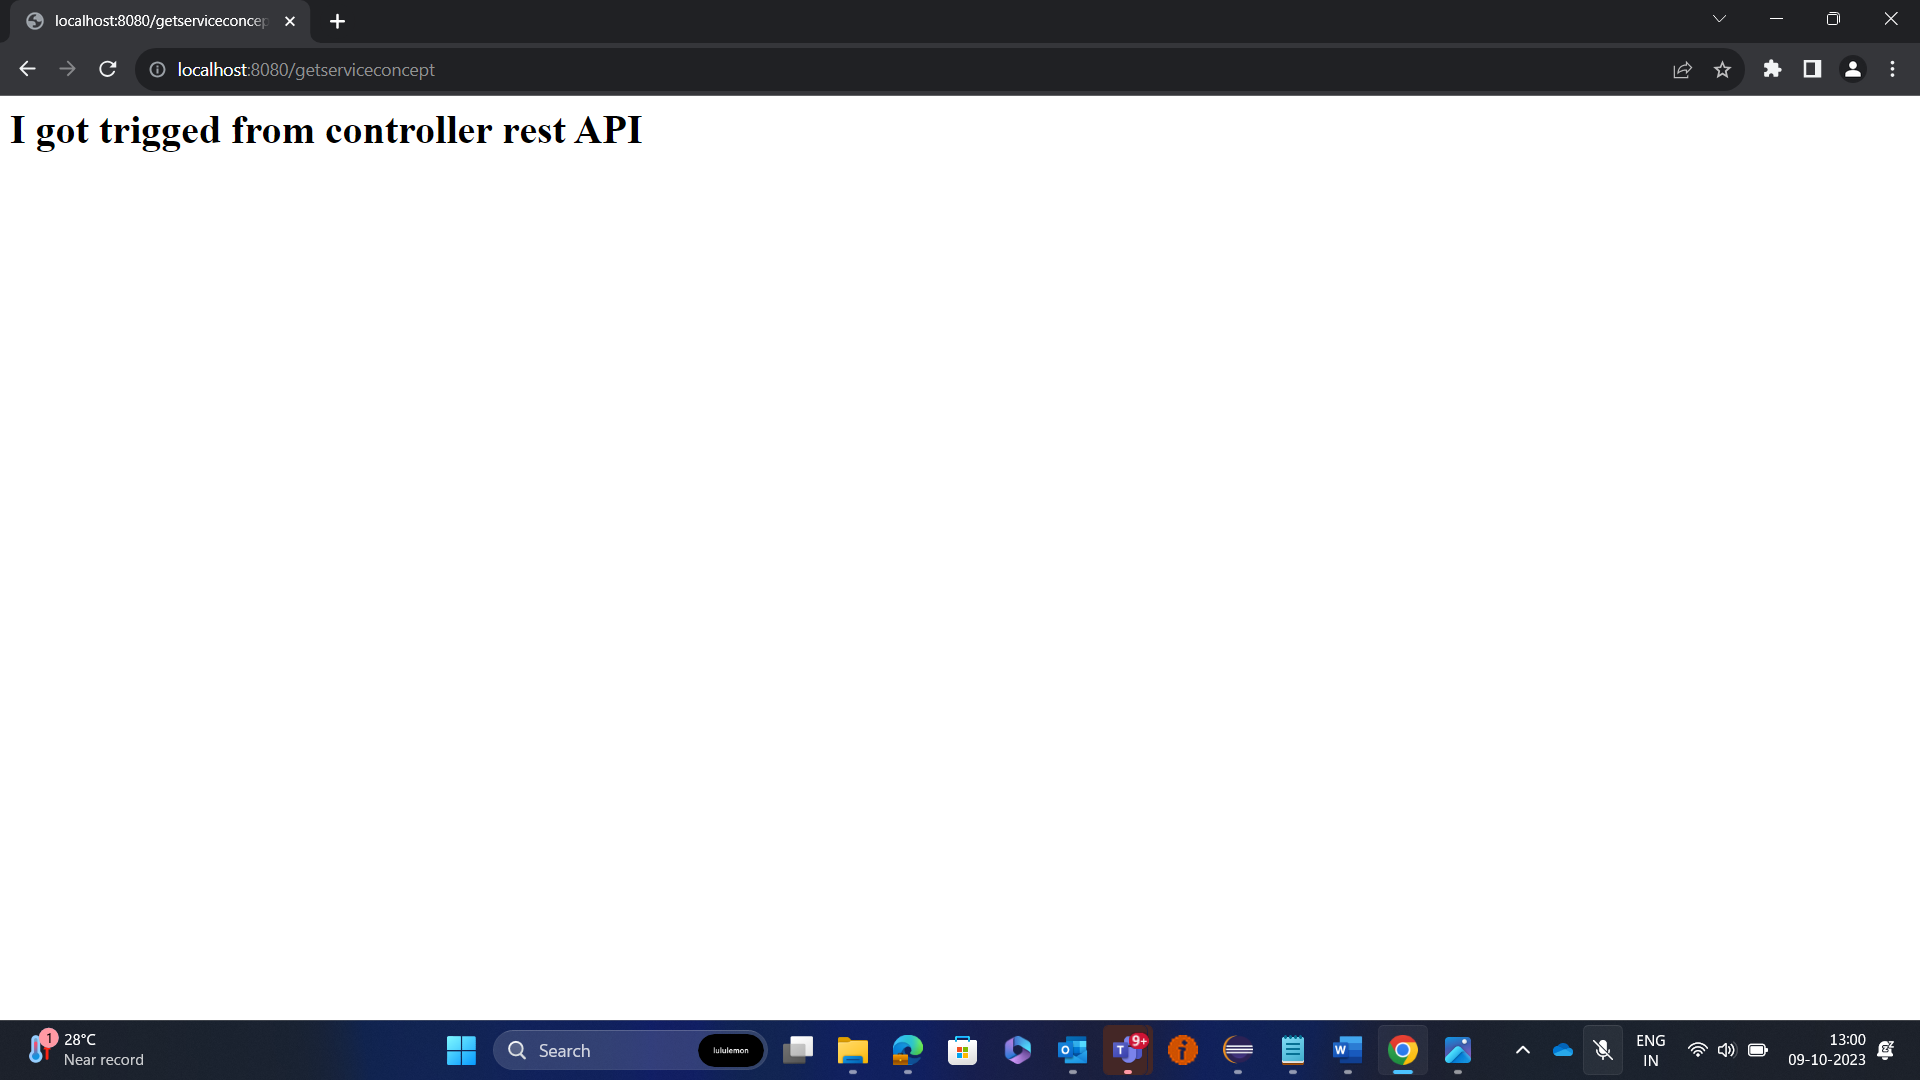 localhost:8080/getserviceconcep
localhost:8080/getserviceconcept
I got trigged from controller rest API
1
28°C
Near record
Search
lululemon
9+
ENG
IN
13:00
09-10-2023